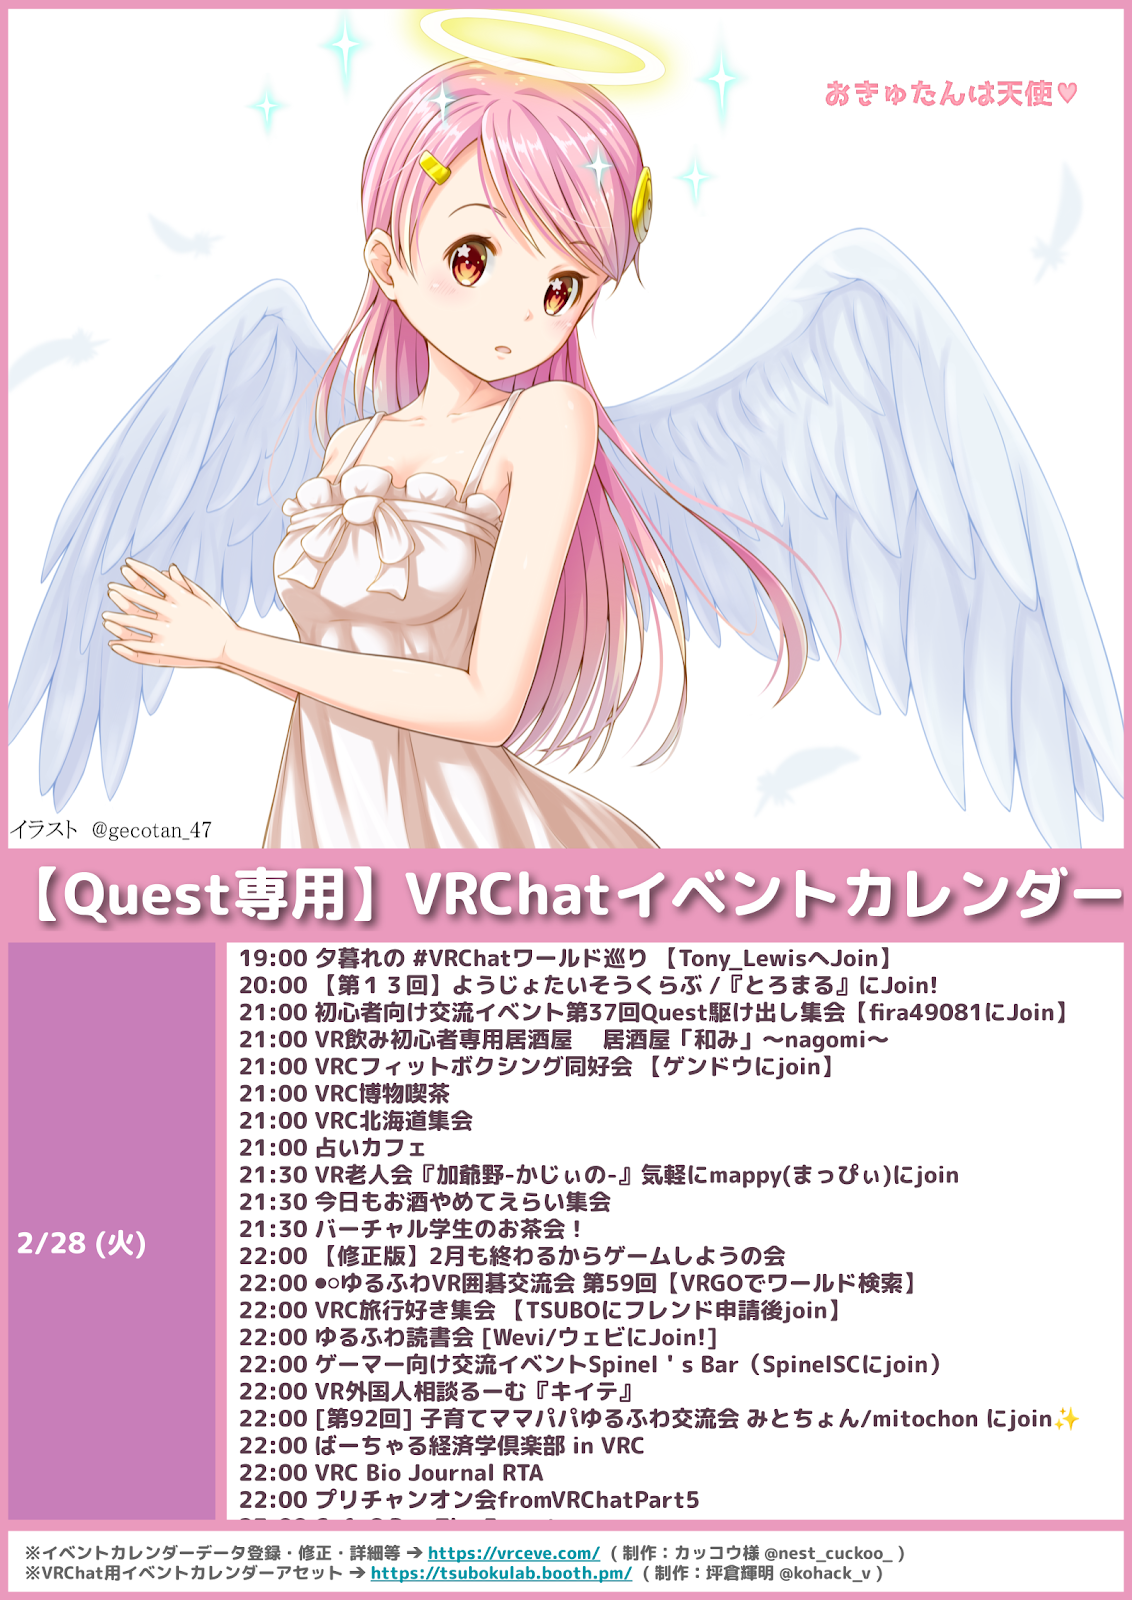 おきゅたんは天使♥
イラスト @gecotan_47
【Quest専用】VRChatイベントカレンダー
2/28 (火)
19:00 夕暮れの #VRChatワールド巡り 【Tony_LewisへJoin】
20:00 【第１３回】ようじょたいそうくらぶ /『とろまる』にJoin!
21:00 初心者向け交流イベント第37回Quest駆け出し集会【fira49081にJoin】
21:00 VR飲み初心者専用居酒屋　居酒屋「和み」〜nagomi〜
21:00 VRCフィットボクシング同好会 【ゲンドウにjoin】
21:00 VRC博物喫茶
21:00 VRC北海道集会
21:00 占いカフェ
21:30 VR老人会『加爺野-かじぃの-』気軽にmappy(まっぴぃ)にjoin
21:30 今日もお酒やめてえらい集会
21:30 バーチャル学生のお茶会！
22:00 【修正版】2月も終わるからゲームしようの会
22:00 ●○ゆるふわVR囲碁交流会 第59回【VRGOでワールド検索】
22:00 VRC旅行好き集会 【TSUBOにフレンド申請後join】
22:00 ゆるふわ読書会 [Wevi/ウェビにJoin!]
22:00 ゲーマー向け交流イベントSpinel ' s Bar（SpinelSCにjoin）
22:00 VR外国人相談るーむ『キイテ』
22:00 [第92回] 子育てママパパゆるふわ交流会 みとちょん/mitochon にjoin✨
22:00 ばーちゃる経済学倶楽部 in VRC
22:00 VRC Bio Journal RTA
22:00 プリチャンオン会fromVRChatPart5
※イベントカレンダーデータ登録・修正・詳細等 ➔ https://vrceve.com/ ( 制作：カッコウ様 @nest_cuckoo_ )
※VRChat用イベントカレンダーアセット ➔ https://tsubokulab.booth.pm/ ( 制作：坪倉輝明 @kohack_v )